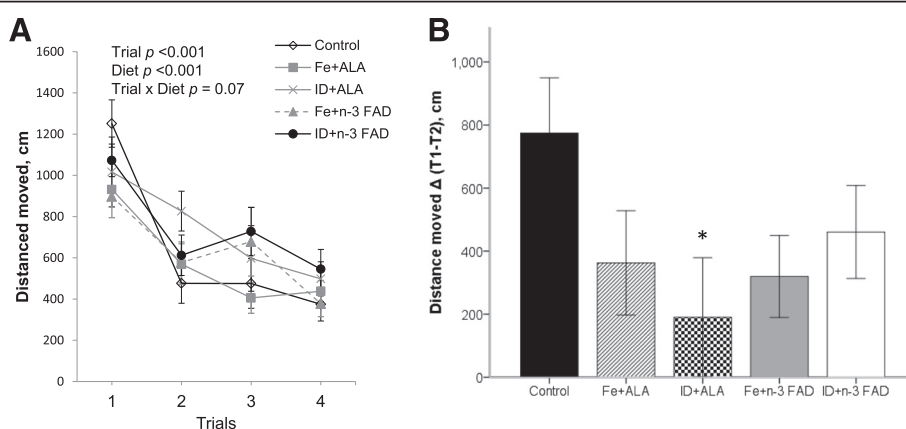 A
Trial p <0.001
Diet p <0.001
Trial x Diet p = 0.07
Control
Fe+ALA
ID+ALA
Fe+n-3 FAD
ID+n-3 FAD
Distanced moved, cm
1600
1400
1200
1000
800
600
400
200
0
1 2 3 4
Trials
B
Distance moved Δ (T1-T2), cm
1,000
800
600
400
200
0
*
Control Fe+ALA ID+ALA Fe+n-3 FAD ID+n-3 FAD